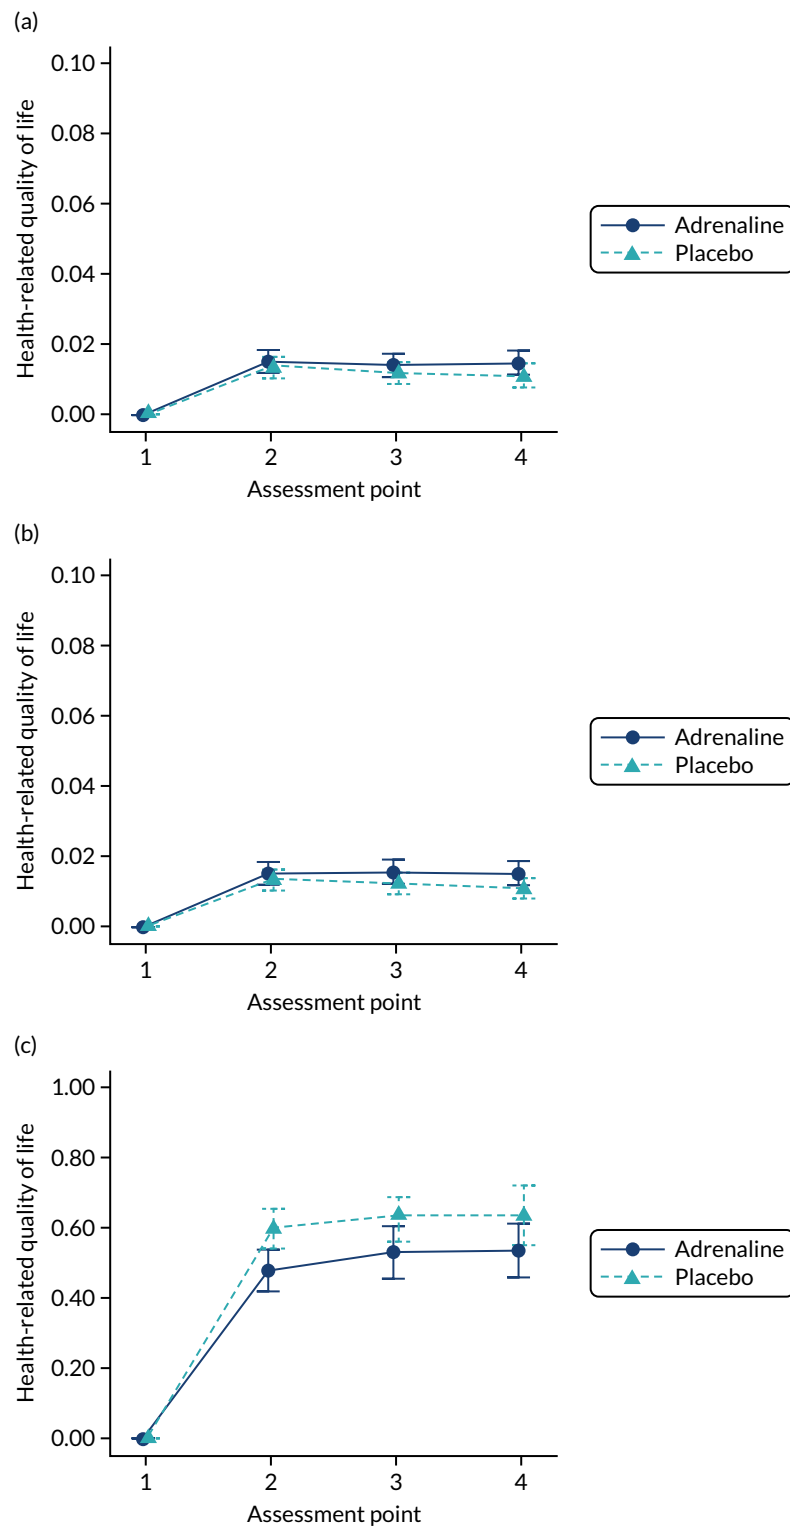 (a)
Health-related quality of life
0.10
0.08
0.06
0.04
0.02
0.00
1 2 3 4
Assessment point
Adrenaline
Placebo
(b)
Health-related quality of life
0.10
0.08
0.06
0.04
0.02
0.00
1 2 3 4
Assessment point
Adrenaline
Placebo
(c)
Health-related quality of life
1.00
0.80
0.60
0.40
0.20
0.00
1 2 3 4
Assessment point
Adrenaline
Placebo